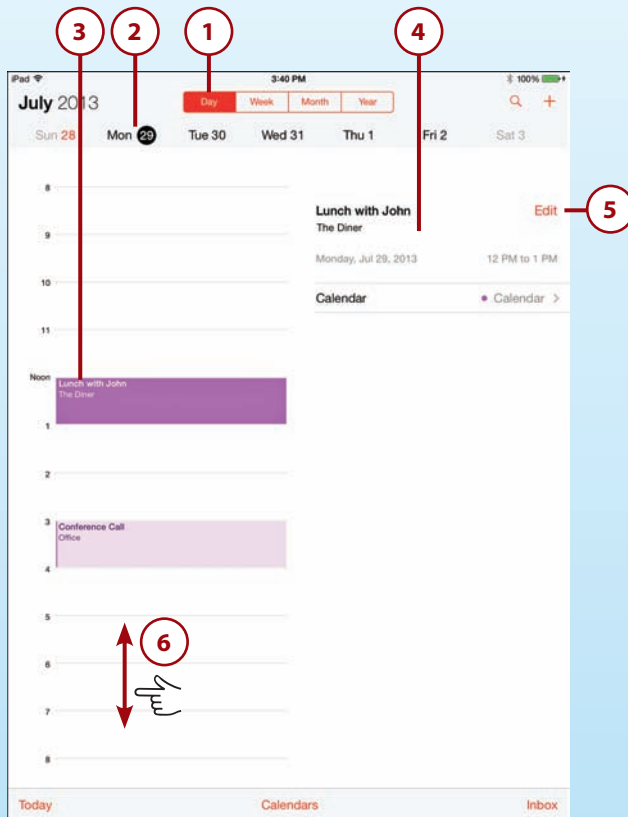 3 2 1 4
iPad 3:40 PM 100%
July 2013 Day Week Month Year
Sun 28 Mon 29 Tue 30 Wed 31 Thu 1 Fri 2 Sat 3
8
Lunch with John Edit 5
The Diner
9
Monday, Jul 29, 2013 12 PM to 1 PM
10
Calendar Calendar >
11
Noon
Lunch with John
The Diner
1
2
3
Conference Call
Office
4
5
6
6
7
8
Today Calendars Inbox